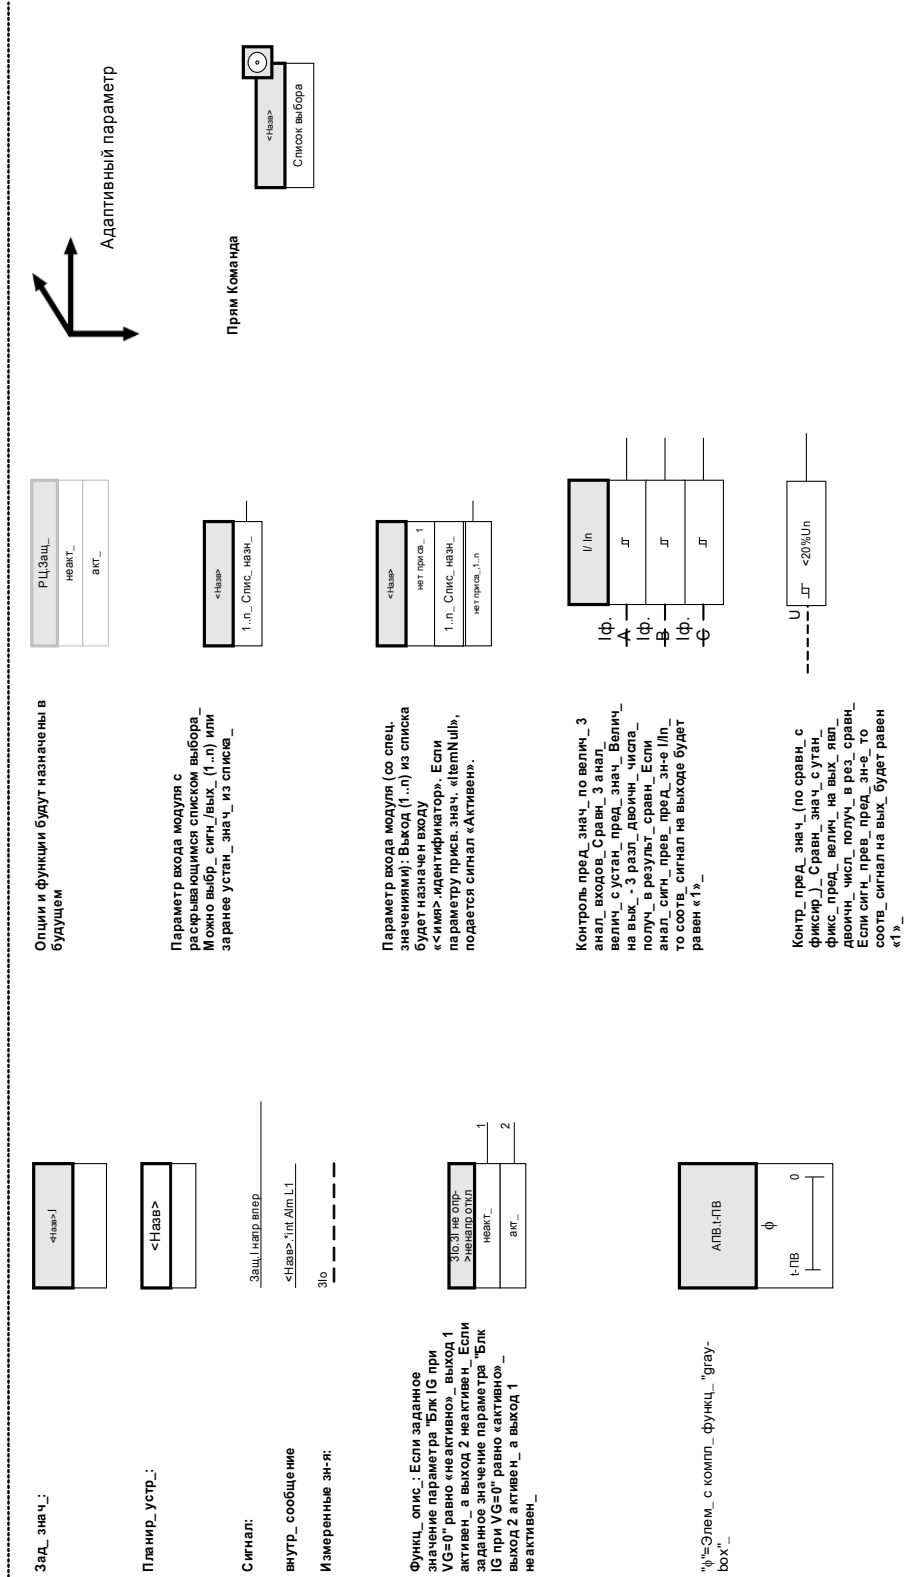 Зад_ знач_:
<Назв>.I
Планир_устр_:
<Назв>
Сигнал:
Защ.I напр впер
внутр_ сообщение
<Назв>.*int Alm L1
Измеренные зн-я:
3Io
Функц_ опис_: Если заданное
значение параметра "Блк IG при
VG=0" равно «неактивно»_ выход 1
активен_ а выход 2 неактивен_ Если
заданное значение параметра "Блк
IG при VG=0" равно «активно»_
выход 2 активен_ а выход 1
неактивен_
3Io.3I не опр-
>ненапр откл
неакт_
1
акт_
2
"ϕ"=Элем_ с компл_ функц_ "gray-
box"_
АПВ.t-ПВ
ϕ
t-ПВ
0
Опции и функции будут назначены в
будущем
РЦ.Защ_
неакт_
акт_
Параметр входа модуля с
раскрывающимся списком выбора_
Можно выбр_ сигн_/вых_ (1..n) или
заранее устан_ знач_ из списка_
<Назв>
1..n_ Спис_ назн_
Параметр входа модуля (со спец.
значениями): Выход (1..n) из списка
будет назначен входу
«<имя>.идентификатор». Если
параметру присв. знач. «ItemNull»,
подается сигнал «Активен».
<Назв>
нет присв_ 1
1..n_ Спис_ назн_
нет присв_.1..n
Контроль пред_ знач_ по велич_ 3
анал_ входов_ Сравн_ 3 анал_
велич_ с устан_ пред_ знач_ Велич_
на вых_ - 3 разл_ двоичн_ числа_
получ_ в результ_ сравн_ Если
анал_ сигн_ прев_ пред_ зн-е I/In_
то соотв_ сигнал на выходе будет
равен «1»_
I/ In
Iф.
A
Iф.
B
Iф.
C
Контр_ пред_ знач_ (по сравн_ с
фиксир_)_ Сравн_ знач_ с утан_
фикс_ пред_ велич_ на вых_ явл_
двоичн_ числ_ получ_ в рез_ сравн_
Если сигн_ прев_ пред_ зн-е_ то
соотв_ сигнал на вых_ будет равен
«1»_
U
<20%Un
Адаптивный параметр
Прям Команда
<Назв>
Список выбора